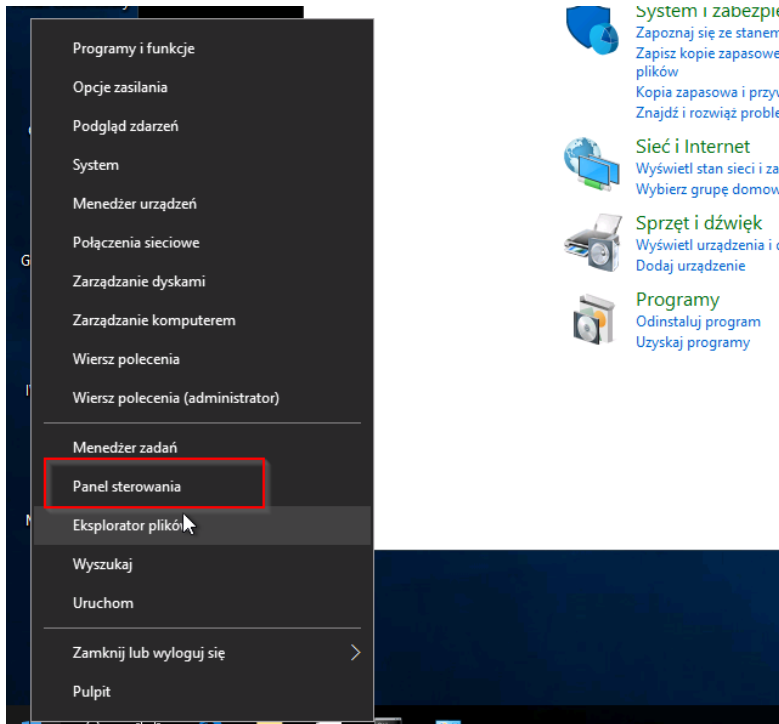 Programy i funkcje
Opcje zasilania
Podgląd zdarzeń
System
Menedżer urządzeń
Połączenia sieciowe
Zarządzanie dyskami
Zarządzanie komputerem
Wiersz polecenia
Wiersz polecenia (administrator)
Menedżer zadań
Panel sterowania
Eksplorator plików
Wyszukaj
Uruchom
Zamknij lub wyloguj się
Pulpit
System i zabezpie
Zapoznaj się ze stanem
Zapisz kopie zapasowe
plików
Kopia zapasowa i przyw
Znajdź i rozwiąż proble
Sieć i Internet
Wyświetl stan sieci i za
Wybierz grupę domow
Sprzęt i dźwięk
Wyświetl urządzenia i d
Dodaj urządzenie
Programy
Odinstaluj program
Uzyskaj programy